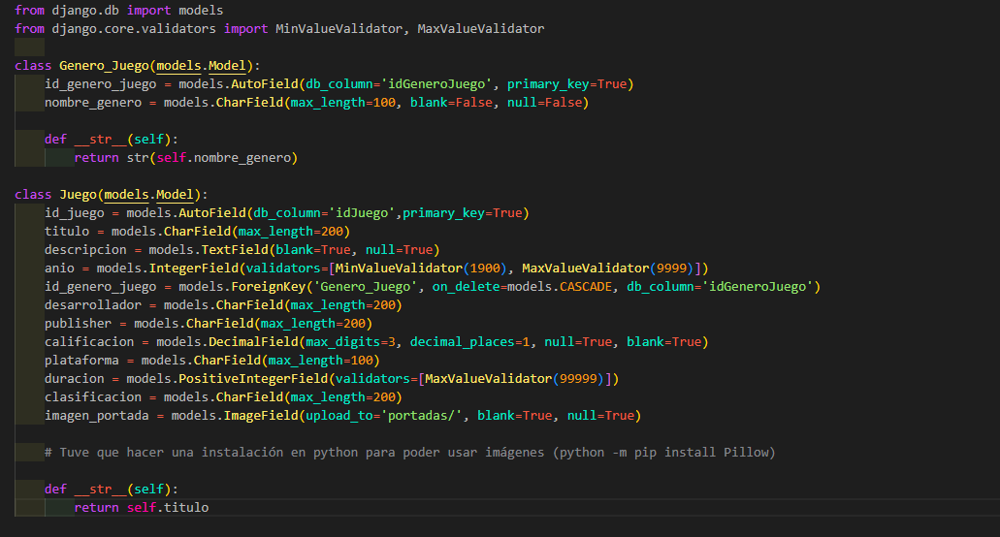 from django.db import models
from django.core.validators import MinValueValidator, MaxValueValidator
class Genero_Juego(models.Model):
id_genero_juego = models.AutoField(db_column='idGeneroJuego', primary_key=True)
nombre_genero = models.CharField(max_length=100, blank=False, null=False)
def __str__(self):
return str(self.nombre_genero)
class Juego(models.Model):
id_juego = models.AutoField(db_column='idJuego',primary_key=True)
titulo = models.CharField(max_length=200)
descripcion = models.TextField(blank=True, null=True)
anio = models.IntegerField(validators=[MinValueValidator(1900), MaxValueValidator(9999)])
id_genero_juego = models.ForeignKey('Genero_Juego', on_delete=models.CASCADE, db_column='idGeneroJuego')
desarrollador = models.CharField(max_length=200)
publisher = models.CharField(max_length=200)
calificacion = models.DecimalField(max_digits=3, decimal_places=1, null=True, blank=True)
plataforma = models.CharField(max_length=100)
duracion = models.PositiveIntegerField(validators=[MaxValueValidator(99999)])
clasificacion = models.CharField(max_length=200)
imagen_portada = models.ImageField(upload_to='portadas/', blank=True, null=True)
# Tuve que hacer una instalación en python para poder usar imágenes (python -m pip install Pillow)
def __str__(self):
return self.titulo